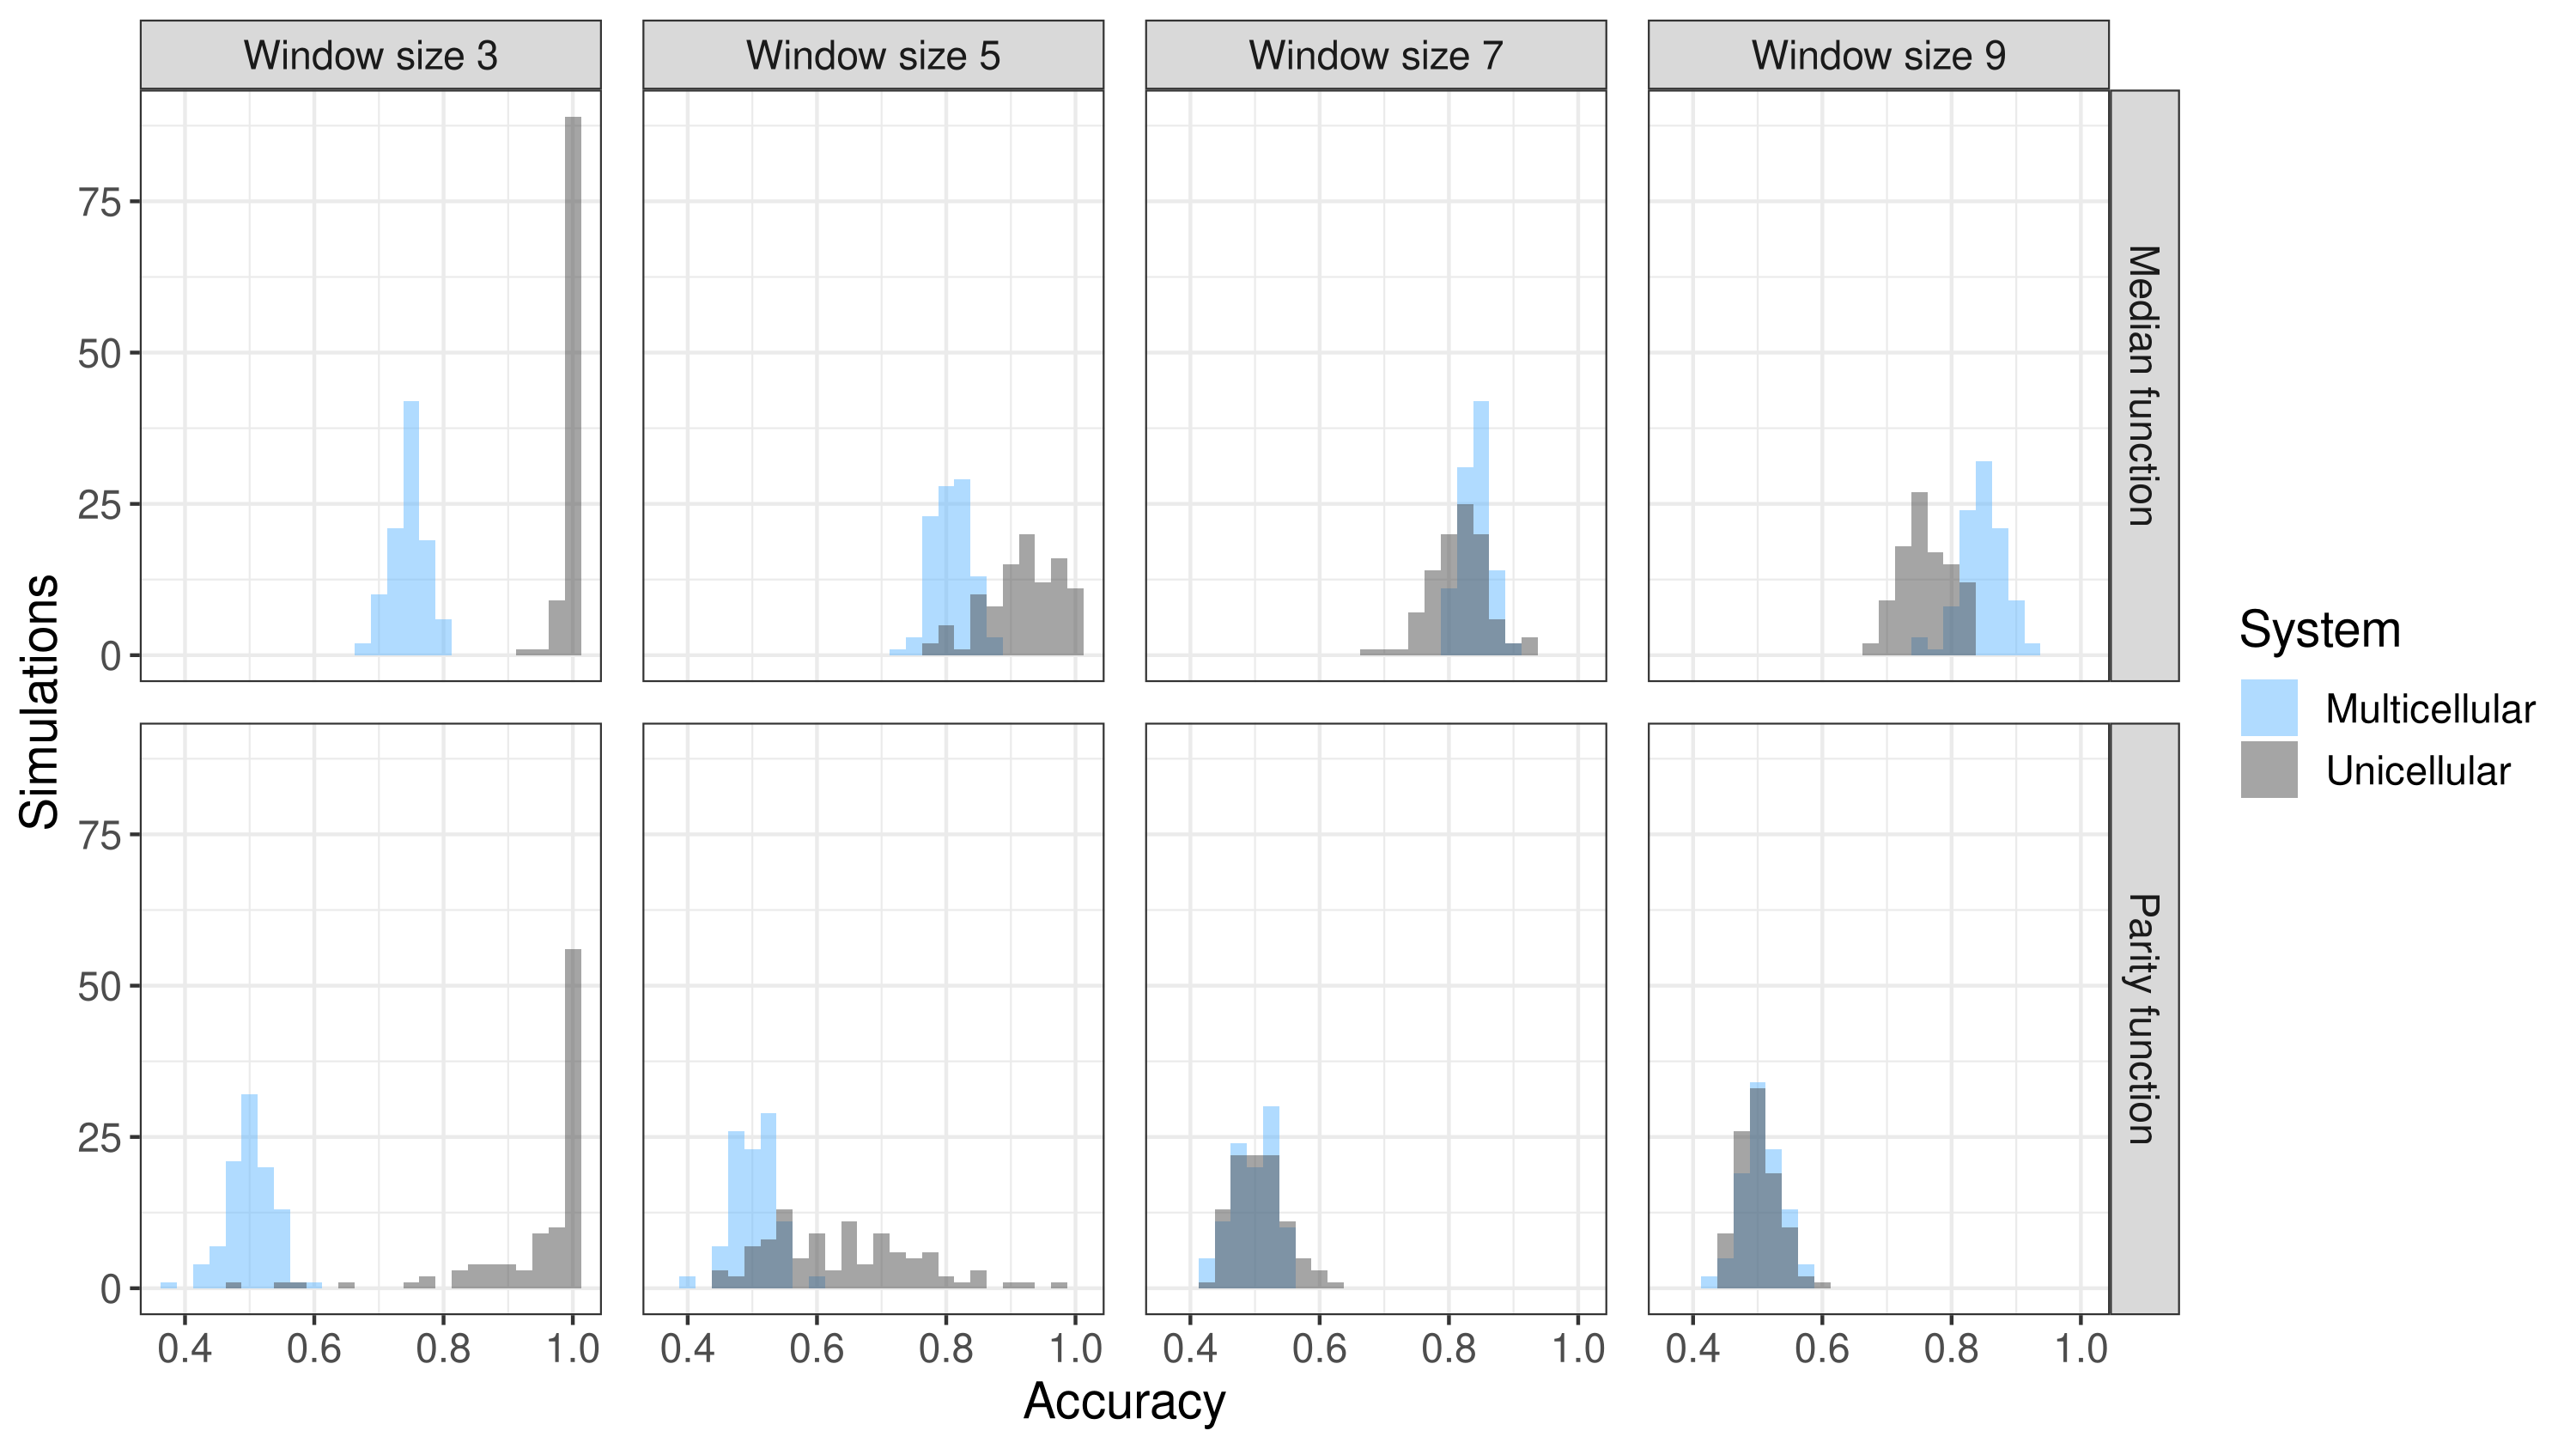 Window size 3
Window size 5
Window size 7
Window size 9
75
50
25
0
Median function
75
50
25
0
Parity function
Simulations
0.4 0.6 0.8 1.0
0.4 0.6 0.8 1.0
0.4 0.6 0.8 1.0
0.4 0.6 0.8 1.0
Accuracy
System
Multicellular
Unicellular